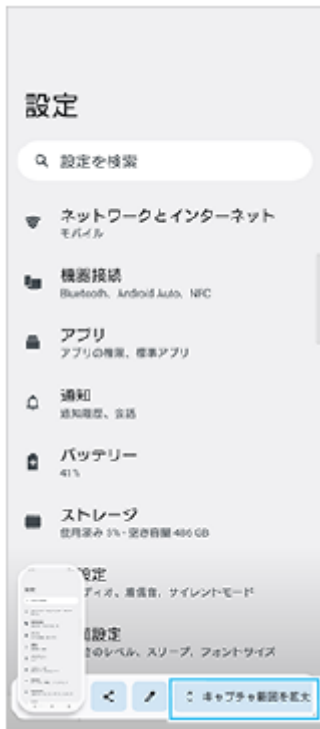 設定
設定を検索
ネットワークとインターネット
モバイル
機器接続
Bluetooth、Android Auto、NFC
アプリ
アプリの権限、標準アプリ
通知
通知履歴、会話
バッテリー
41%
ストレージ
使用済み 5% - 空き容量 486 GB
設定
ディオ、着信音、サイレントモード
面設定
さのレベル、スリープ、フォントサイズ
キャプチャ範囲を拡大